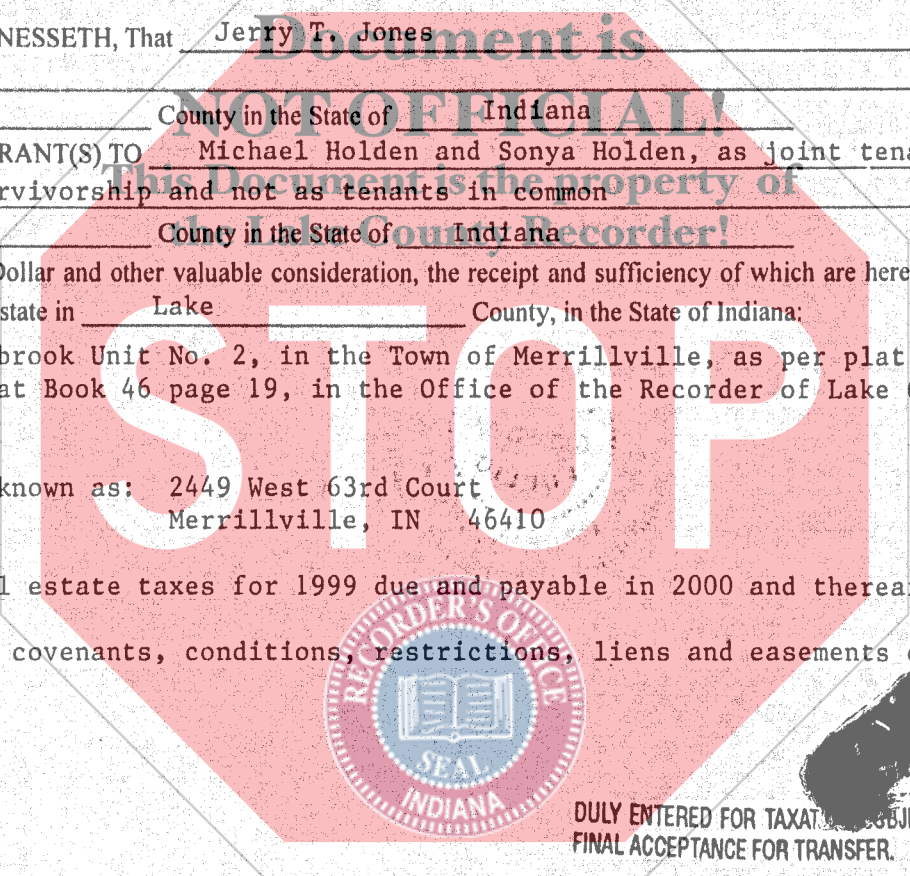 NESSETH, That Jerry T. Jones
Document is
NOT OFFICIAL!
County in the State of Indiana
RANT(S) TO Michael Holden and Sonya Holden, as joint tena
This Document is the property of
rvivorship and not as tenants in common
the Lake County Recorder!
County in the State of Indiana
Dollar and other valuable consideration, the receipt and sufficiency of which are here
state in Lake County, in the State of Indiana:
brook Unit No. 2, in the Town of Merrillville, as per plat
at Book 46 page 19, in the Office of the Recorder of Lake
STOP
known as: 2449 West 63rd Court
Merrillville, IN 46410
l estate taxes for 1999 due and payable in 2000 and therea
covenants, conditions, restrictions, liens and easements
RECORDER'S OFFICE
SEAL
INDIANA
DULY ENTERED FOR TAXAT
FINAL ACCEPTANCE FOR TRANSFER.